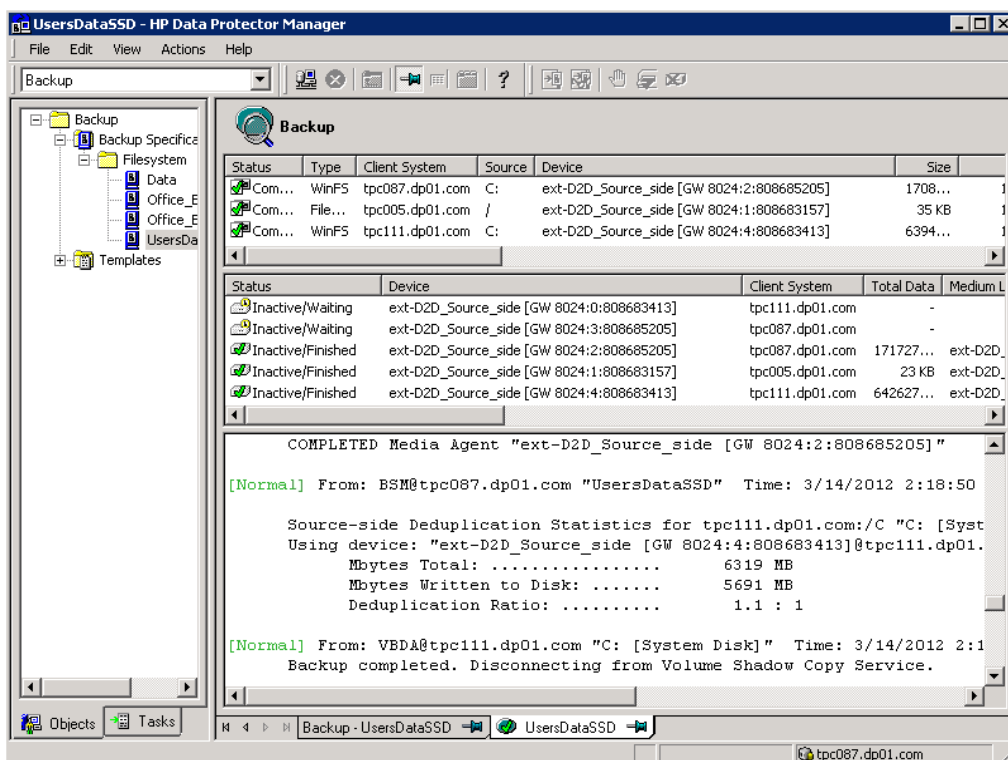 UsersDataSSD - HP Data Protector Manager
File Edit View Actions Help
Backup
Backup
Backup Specifica
Filesystem
Data
Office_E
Office_E
UsersDa
Templates
Objects Tasks
Backup
Status Type Client System Source Device Size
Com... WinFS tpc087.dp01.com C: ext-D2D_Source_side [GW 8024:2:808685205] 1708... 1
Com... File... tpc005.dp01.com / ext-D2D_Source_side [GW 8024:1:808683157] 35 KB 1
Com... WinFS tpc111.dp01.com C: ext-D2D_Source_side [GW 8024:4:808683413] 6394... 1
Status Device Client System Total Data Medium L
Inactive/Waiting ext-D2D_Source_side [GW 8024:0:808683413] tpc111.dp01.com -
Inactive/Waiting ext-D2D_Source_side [GW 8024:3:808685205] tpc087.dp01.com -
Inactive/Finished ext-D2D_Source_side [GW 8024:2:808685205] tpc087.dp01.com 171727... ext-D2D_
Inactive/Finished ext-D2D_Source_side [GW 8024:1:808683157] tpc005.dp01.com 23 KB ext-D2D_
Inactive/Finished ext-D2D_Source_side [GW 8024:4:808683413] tpc111.dp01.com 642627... ext-D2D_
COMPLETED Media Agent "ext-D2D_Source_side [GW 8024:2:808685205]"
[Normal] From: BSM@tpc087.dp01.com "UsersDataSSD" Time: 3/14/2012 2:18:50
Source-side Deduplication Statistics for tpc111.dp01.com:/C "C: [Syst
Using device: "ext-D2D_Source_side [GW 8024:4:808683413]@tpc111.dp01.
Mbytes Total: ................. 6319 MB
Mbytes Written to Disk: ....... 5691 MB
Deduplication Ratio: .......... 1.1 : 1
[Normal] From: VBDA@tpc111.dp01.com "C: [System Disk]" Time: 3/14/2012 2:1
Backup completed. Disconnecting from Volume Shadow Copy Service.
Backup - UsersDataSSD UsersDataSSD
tpc087.dp01.com